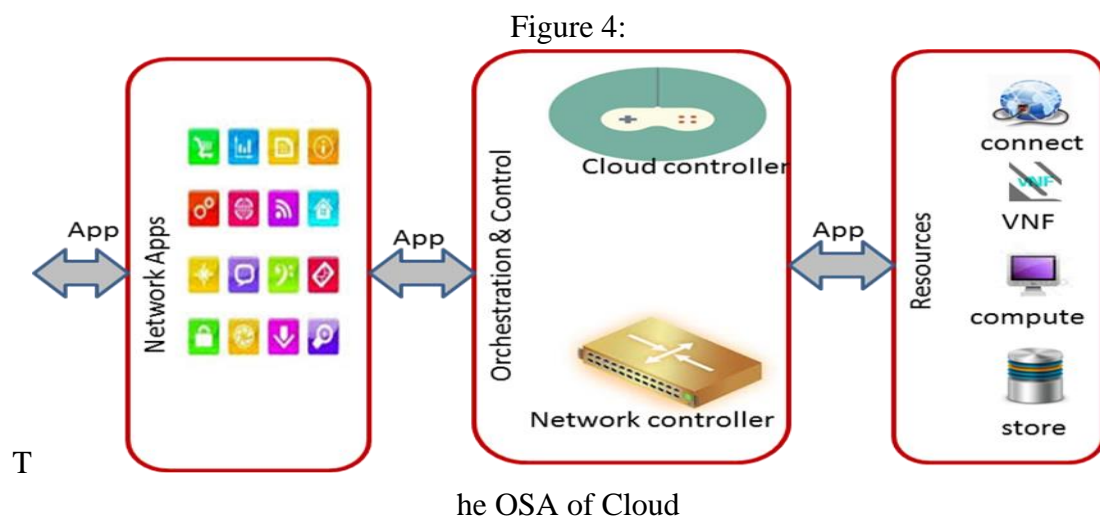 Figure 4:
App
Network Apps
App
Orchestration & Control
Cloud controller
Network controller
App
Resources
connect
VNF
VNF
compute
store
T
he OSA of Cloud